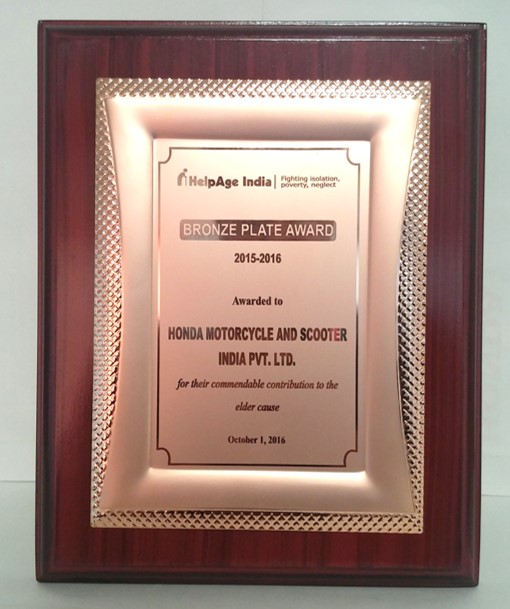 HelpAge India | Fighting isolation,
poverty, neglect
BRONZE PLATE AWARD
2015-2016
Awarded to
HONDA MOTORCYCLE AND SCOOTER
INDIA PVT. LTD.
for their commendable contribution to the
elder cause
October 1, 2016